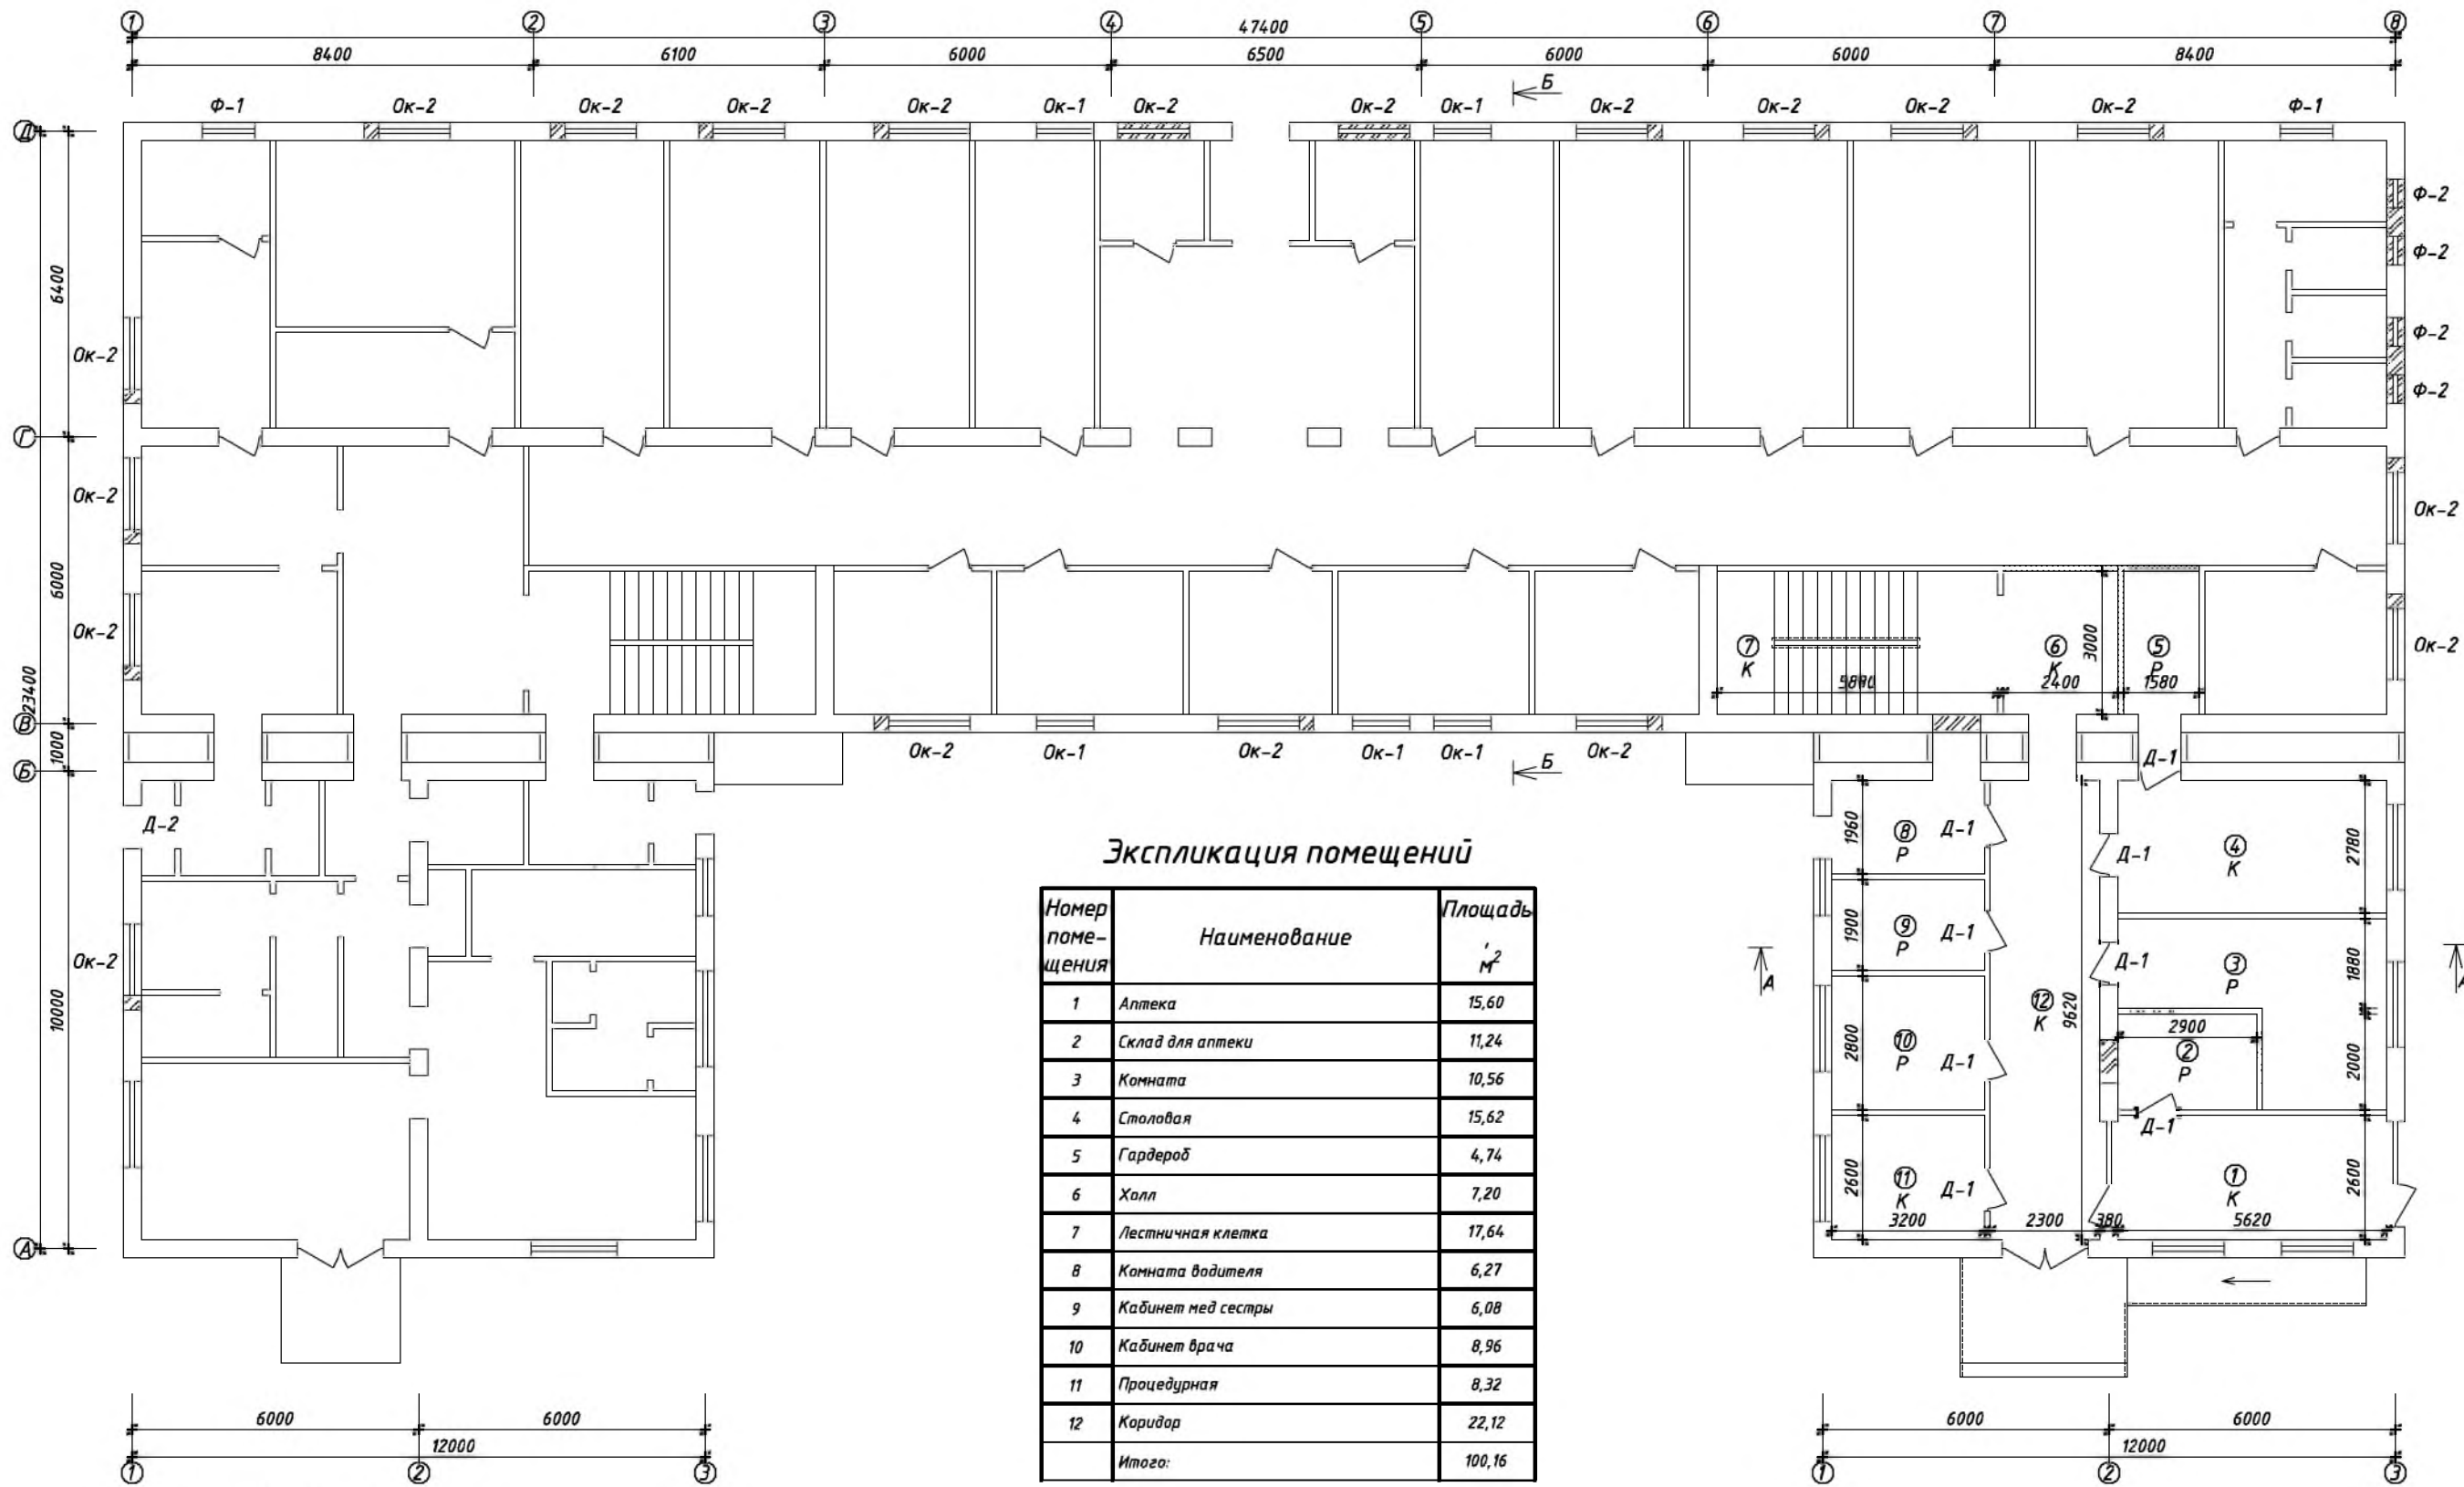 1 2 3 4 5 6 7 8
47400
8400 6100 6000 6500 6000 6000 8400
Б
Ф-1 Ок-2 Ок-2 Ок-2 Ок-2 Ок-1 Ок-2 Ок-2 Ок-1 Ок-2 Ок-2 Ок-2 Ок-2 Ф-1
Д
Ф-2
Ф-2
6400
Ф-2
Ок-2
Ф-2
Г
Ок-2
Ок-2
6000
Ок-2
7 К
6 К
3000
5 Р
Ок-2
2400 1580
23400
В
1000
Ок-2 Ок-1 Ок-2 Ок-1 Ок-1 Ок-2
Б
Б
Д-1
Д-2
1960
8 Р
Д-1
Д-1
4 К
2780
Экспликация помещений
Номер поме-щения Наименование Площадь, м2
1 Аптека 15,60
2 Склад для аптеки 11,24
3 Комната 10,56
4 Столовая 15,62
5 Гардероб 4,74
6 Холл 7,20
7 Лестничная клетка 17,64
8 Комната водителя 6,27
9 Кабинет мед сестры 6,08
10 Кабинет врача 8,96
11 Процедурная 8,32
12 Коридор 22,12
Итого: 100,16
Ок-2
10000
А
А
А
1900
9 Р
Д-1
Д-1
3 Р
1880
12 К
9620
2900
2800
10 Р
Д-1
2 Р
2000
Д-1
2600
11 К
Д-1
1 К
2600
3200 2300 380 5620
6000 6000
12000
1 2 3
6000 6000
12000
1 2 3